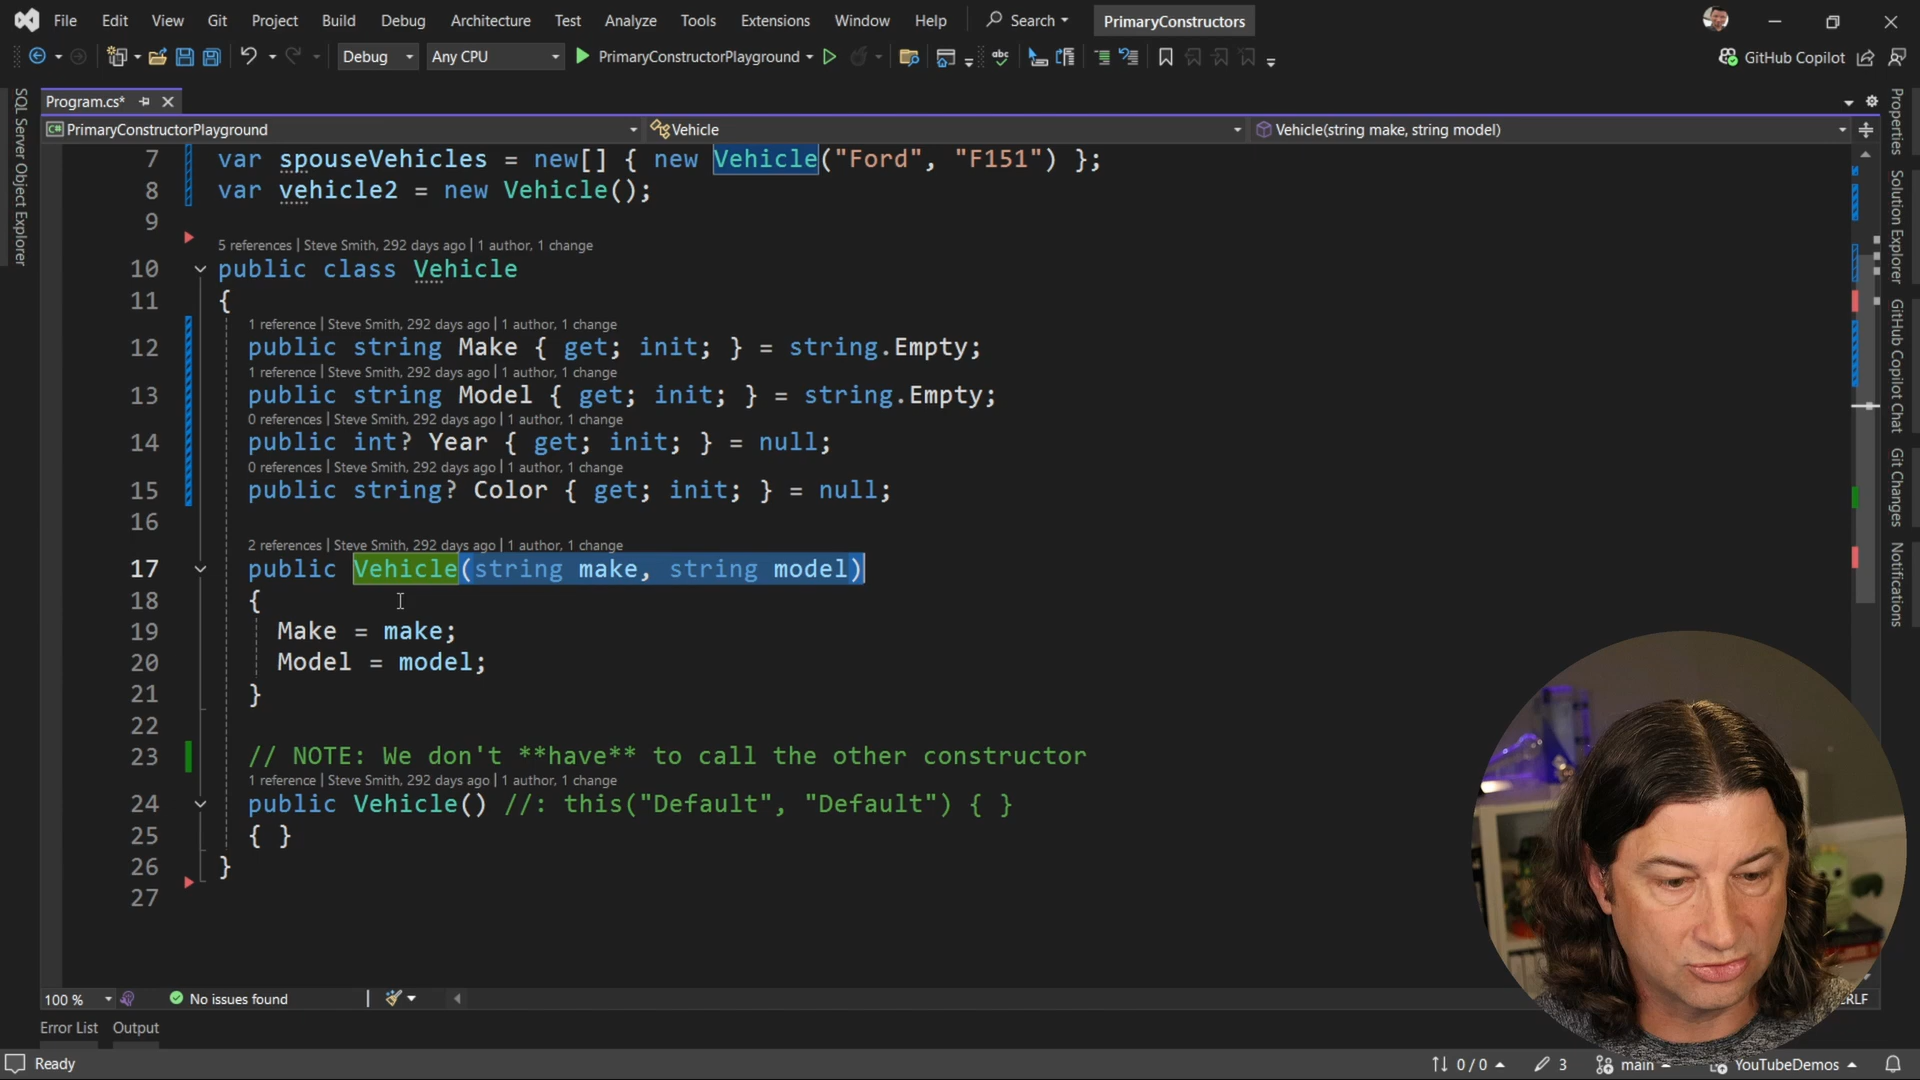 File Edit View Git Project Build Debug Architecture Test Analyze Tools Extensions Window Help Search PrimaryConstructors
Debug Any CPU PrimaryConstructorPlayground GitHub Copilot
SQL Server Object Explorer
Program.cs*
PrimaryConstructorPlayground Vehicle Vehicle(string make, string model)
7 var spouseVehicles = new[] { new Vehicle("Ford", "F151") };
8 var vehicle2 = new Vehicle();
9
5 references | Steve Smith, 292 days ago | 1 author, 1 change
10 public class Vehicle
11 {
1 reference | Steve Smith, 292 days ago | 1 author, 1 change
12 public string Make { get; init; } = string.Empty;
1 reference | Steve Smith, 292 days ago | 1 author, 1 change
13 public string Model { get; init; } = string.Empty;
0 references | Steve Smith, 292 days ago | 1 author, 1 change
14 public int? Year { get; init; } = null;
0 references | Steve Smith, 292 days ago | 1 author, 1 change
15 public string? Color { get; init; } = null;
16
2 references | Steve Smith, 292 days ago | 1 author, 1 change
17 public Vehicle(string make, string model)
18 {
19 Make = make;
20 Model = model;
21 }
22
23 // NOTE: We don't **have** to call the other constructor
1 reference | Steve Smith, 292 days ago | 1 author, 1 change
24 public Vehicle() //: this("Default", "Default") { }
25 { }
26 }
27
Properties
Solution Explorer
GitHub Copilot Chat
Git Changes
Notifications
100 % No issues found CRLF
Error List Output
Ready 0 / 0 3 main YouTubeDemos